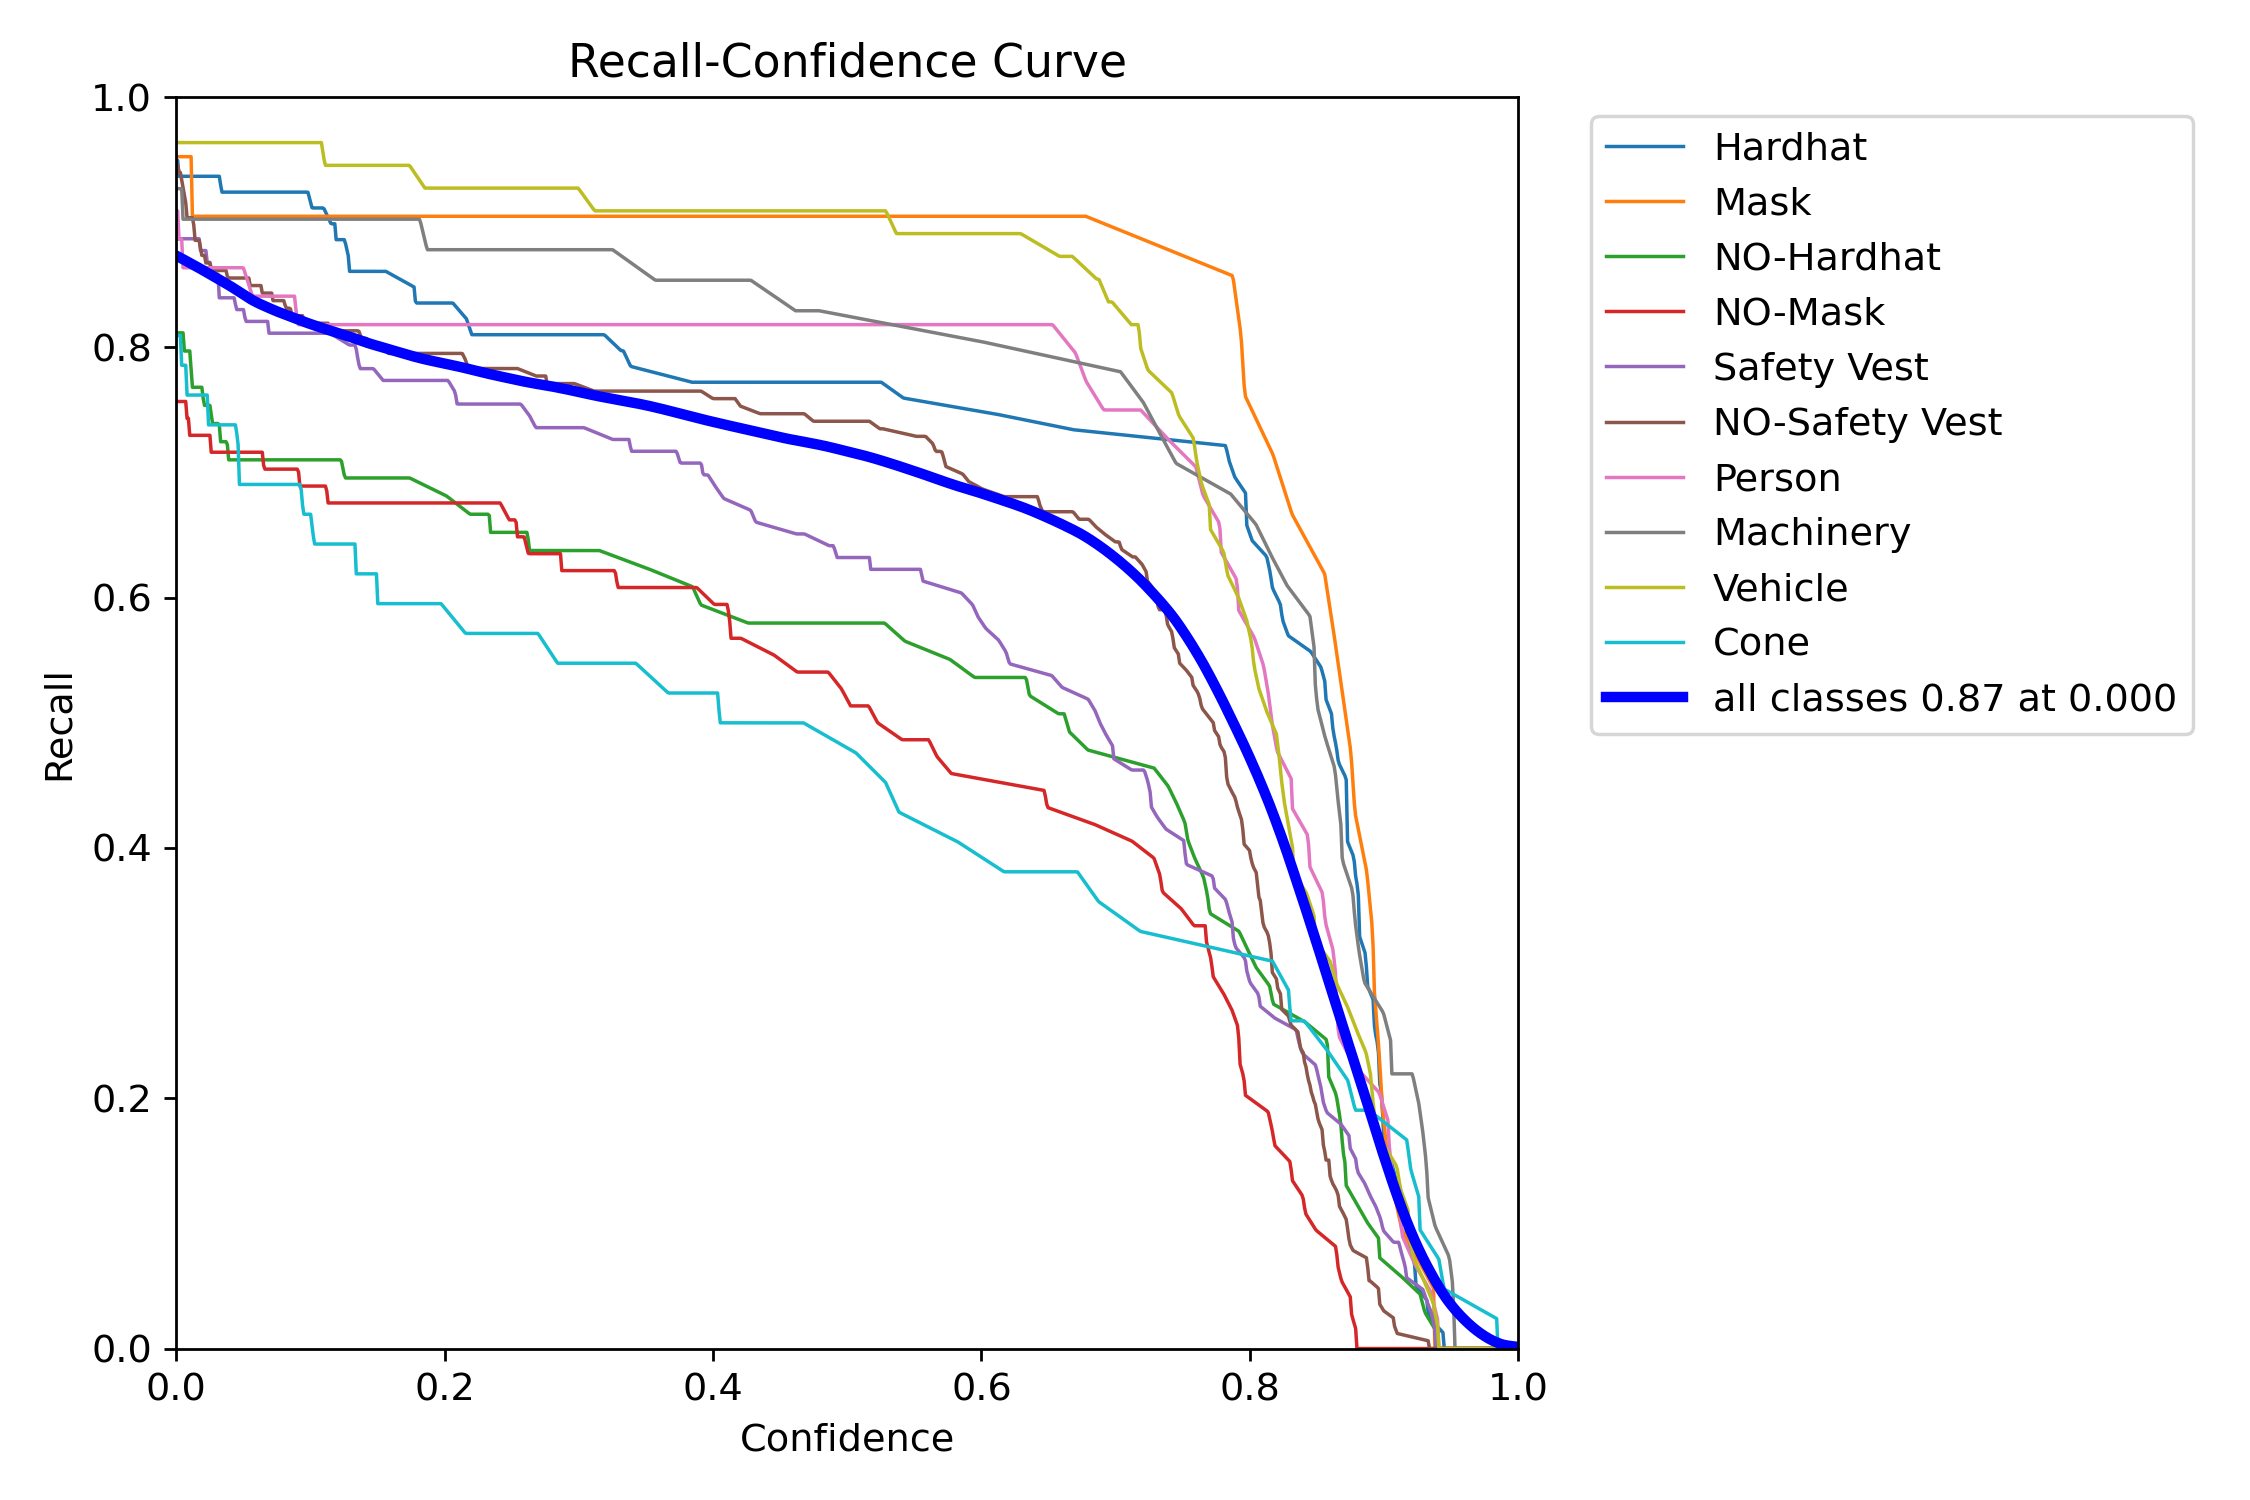 Recall-Confidence Curve
1.0
0.8
0.6
0.4
0.2
0.0
Recall
0.0 0.2 0.4 0.6 0.8 1.0
Confidence
Hardhat
Mask
NO-Hardhat
NO-Mask
Safety Vest
NO-Safety Vest
Person
Machinery
Vehicle
Cone
all classes 0.87 at 0.000